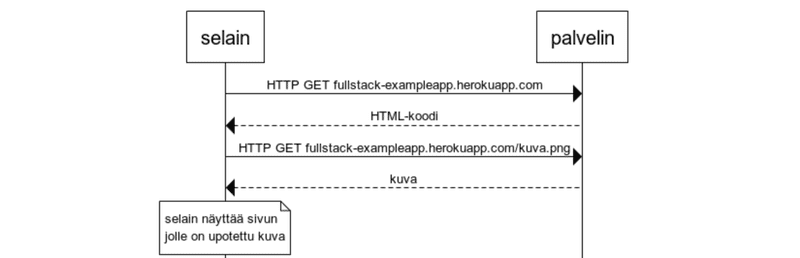 selain
palvelin
HTTP GET fullstack-exampleapp.herokuapp.com
HTML-koodi
HTTP GET fullstack-exampleapp.herokuapp.com/kuva.png
kuva
selain näyttää sivun
jolle on upotettu kuva